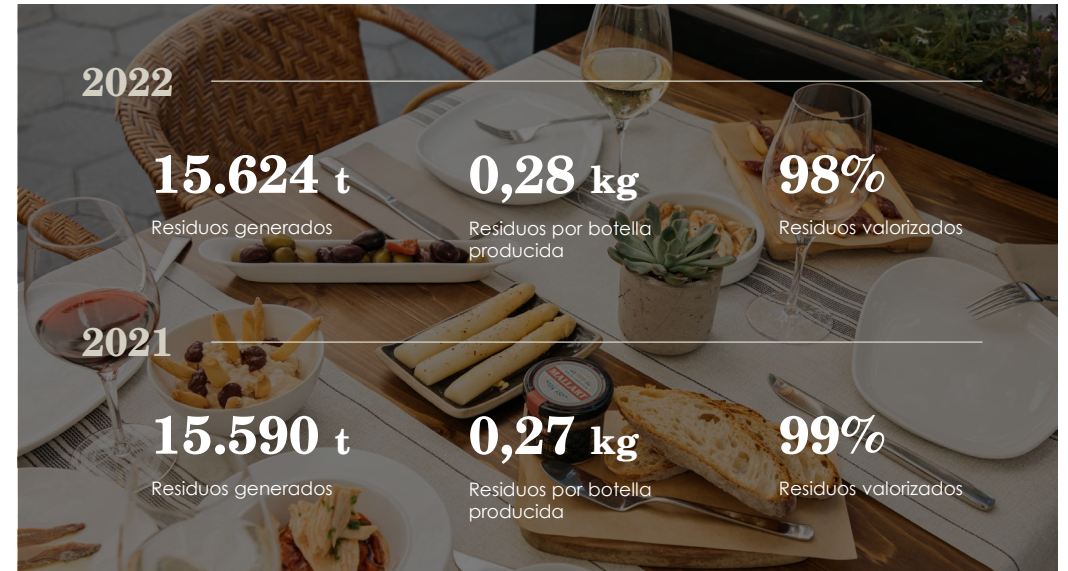 2022
15.624 t
0,28 kg
98%
Residuos generados
Residuos por botella
producida
Residuos valorizados
2021
MALLART
15.590 t
0,27 kg
99%
Residuos generados
Residuos por botella
producida
Residuos valorizados